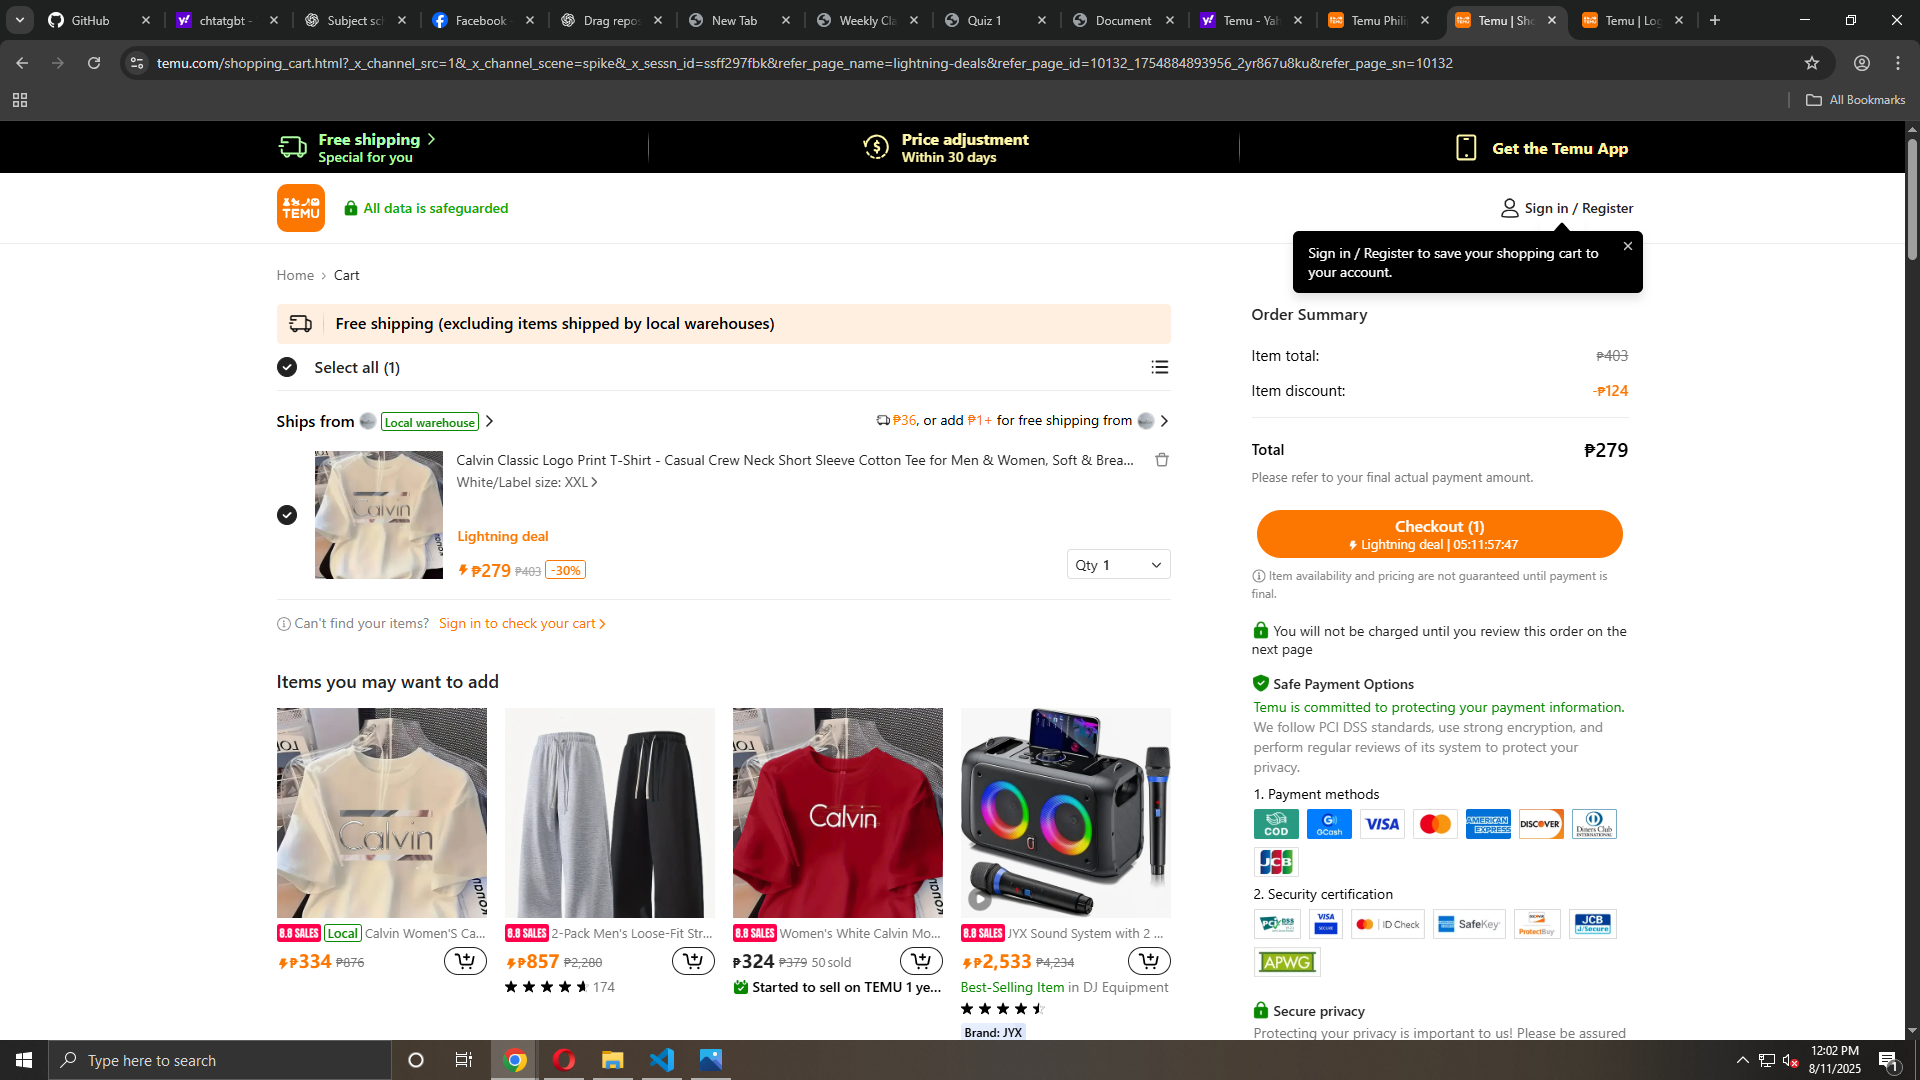 GitHub
chtatgbt -
Subject sch
Facebook -
Drag repos
New Tab
Weekly Cla
Quiz 1
Document
Temu - Yah
Temu Phili
Temu | Sho
Temu | Log
temu.com/shopping_cart.html?_x_channel_src=1&_x_channel_scene=spike&_x_sessn_id=ssff297fbk&refer_page_name=lightning-deals&refer_page_id=10132_1754884893956_2yr867u8ku&refer_page_sn=10132
All Bookmarks
Free shipping
Special for you
Price adjustment
Within 30 days
Get the Temu App
TEMU
All data is safeguarded
Sign in / Register
Sign in / Register to save your shopping cart to
your account.
Home > Cart
Free shipping (excluding items shipped by local warehouses)
Select all (1)
Ships from Local warehouse
₱36, or add ₱1+ for free shipping from
Calvin Classic Logo Print T-Shirt - Casual Crew Neck Short Sleeve Cotton Tee for Men & Women, Soft & Brea...
White/Label size: XXL
Calvin
Lightning deal
₱279 ₱403 -30%
Qty 1
Can't find your items? Sign in to check your cart
Order Summary
Item total: ₱403
Item discount: -₱124
Total ₱279
Please refer to your final actual payment amount.
Checkout (1)
Lightning deal | 05:11:57:47
Item availability and pricing are not guaranteed until payment is
final.
You will not be charged until you review this order on the
next page
Safe Payment Options
Temu is committed to protecting your payment information.
We follow PCI DSS standards, use strong encryption, and
perform regular reviews of its system to protect your
privacy.
1. Payment methods
COD
GCash
VISA
AMERICAN EXPRESS
DISCOVER
Diners Club INTERNATIONAL
JCB
2. Security certification
PCI DSS
VISA SECURE
ID Check
SafeKey
ProtectBuy
JCB J/Secure
APWG
Secure privacy
Protecting your privacy is important to us! Please be assured
Items you may want to add
Calvin
Calvin
8.8 SALES Local Calvin Women'S Ca...
₱334 ₱876
8.8 SALES 2-Pack Men's Loose-Fit Str...
₱857 ₱2,280
174
8.8 SALES Women's White Calvin Mo...
₱324 ₱379 50 sold
Started to sell on TEMU 1 ye...
8.8 SALES JYX Sound System with 2 ...
₱2,533 ₱4,234
Best-Selling Item in DJ Equipment
Brand: JYX
Type here to search
12:02 PM
8/11/2025
1